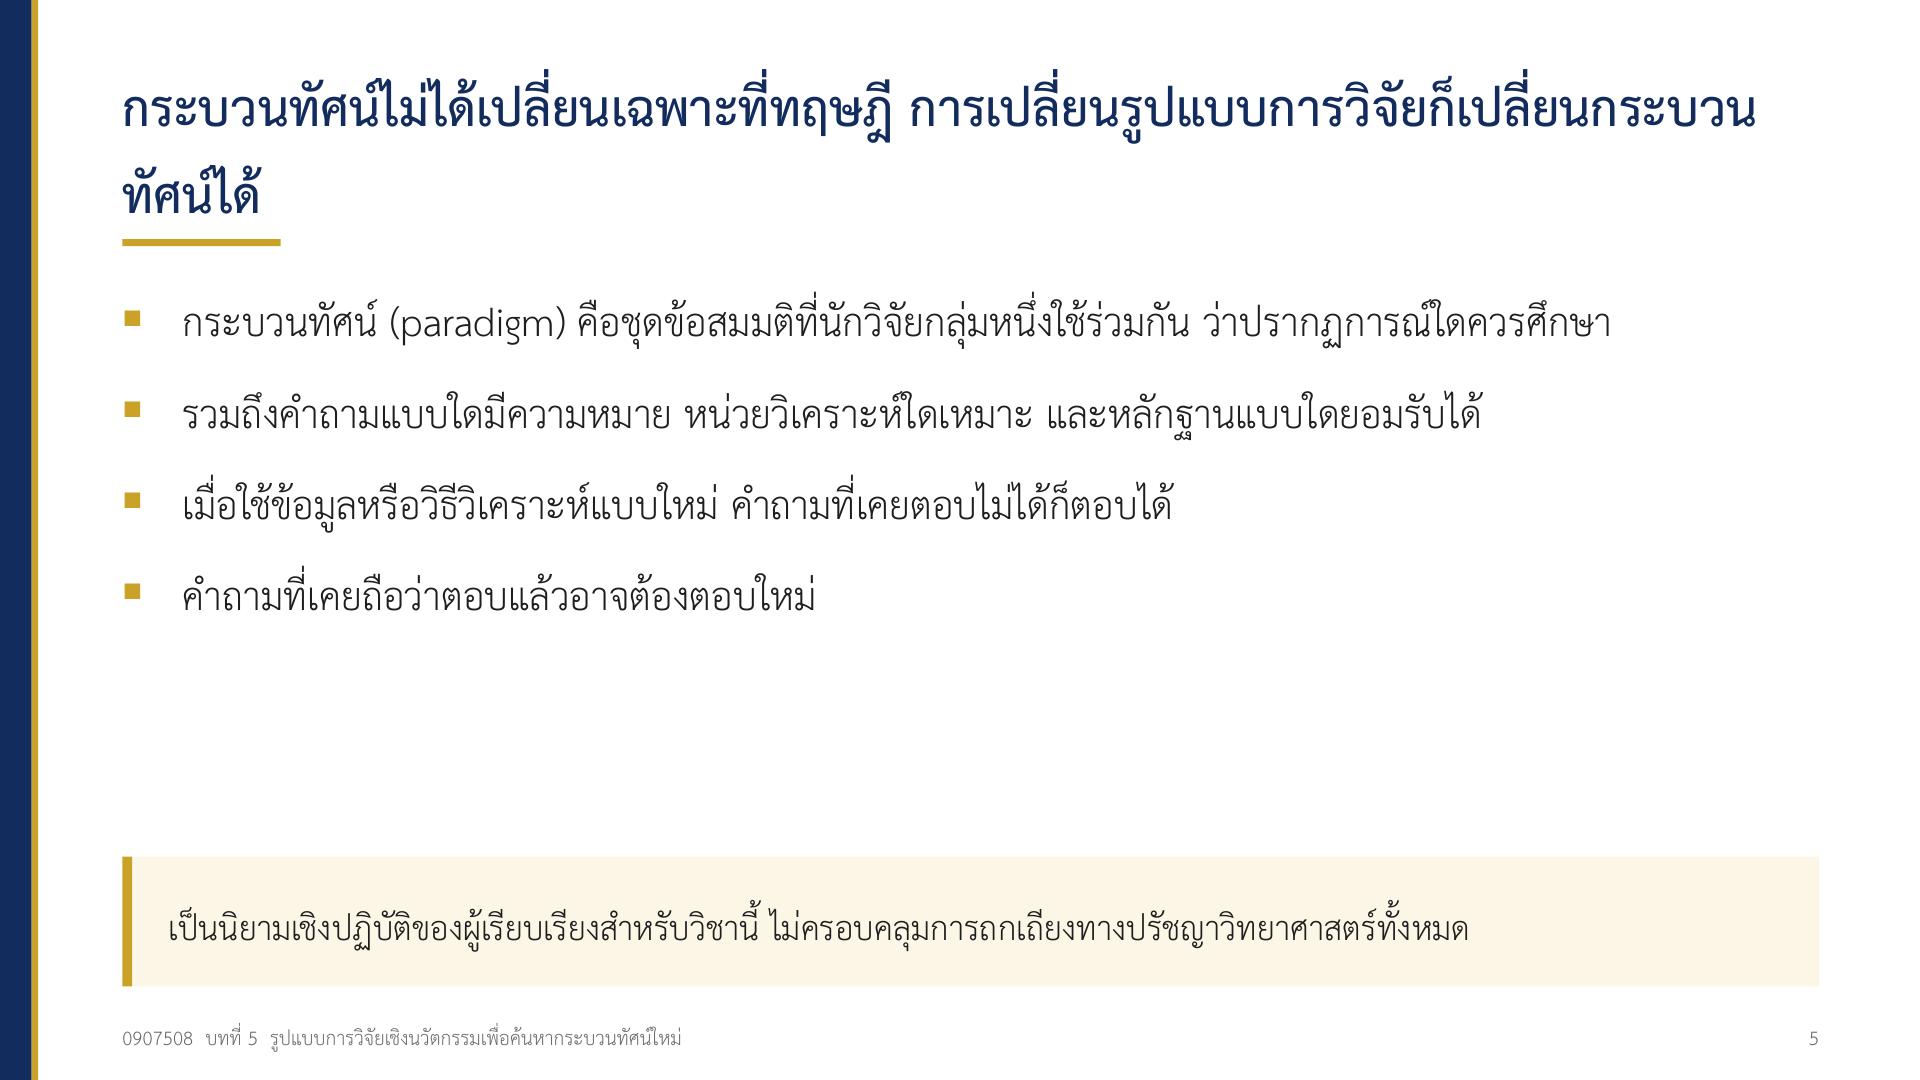 กระบวนทัศน์ไม่ได้เปลี่ยนเฉพาะที่ทฤษฎี การเปลี่ยนรูปแบบการวิจัยก็เปลี่ยนกระบวน
ทัศน์ได้
กระบวนทัศน์ (paradigm) คือชุดข้อสมมติที่นักวิจัยกลุ่มหนึ่งใช้ร่วมกัน ว่าปรากฏการณ์ใดควรศึกษา
รวมถึงคำถามแบบใดมีความหมาย หน่วยวิเคราะห์ใดเหมาะ และหลักฐานแบบใดยอมรับได้
เมื่อใช้ข้อมูลหรือวิธีวิเคราะห์แบบใหม่ คำถามที่เคยตอบไม่ได้ก็ตอบได้
คำถามที่เคยถือว่าตอบแล้วอาจต้องตอบใหม่
เป็นนิยามเชิงปฏิบัติของผู้เรียบเรียงสำหรับวิชานี้ ไม่ครอบคลุมการถกเถียงทางปรัชญาวิทยาศาสตร์ทั้งหมด
0907508 บทที่ 5 รูปแบบการวิจัยเชิงนวัตกรรมเพื่อค้นหากระบวนทัศน์ใหม่
5